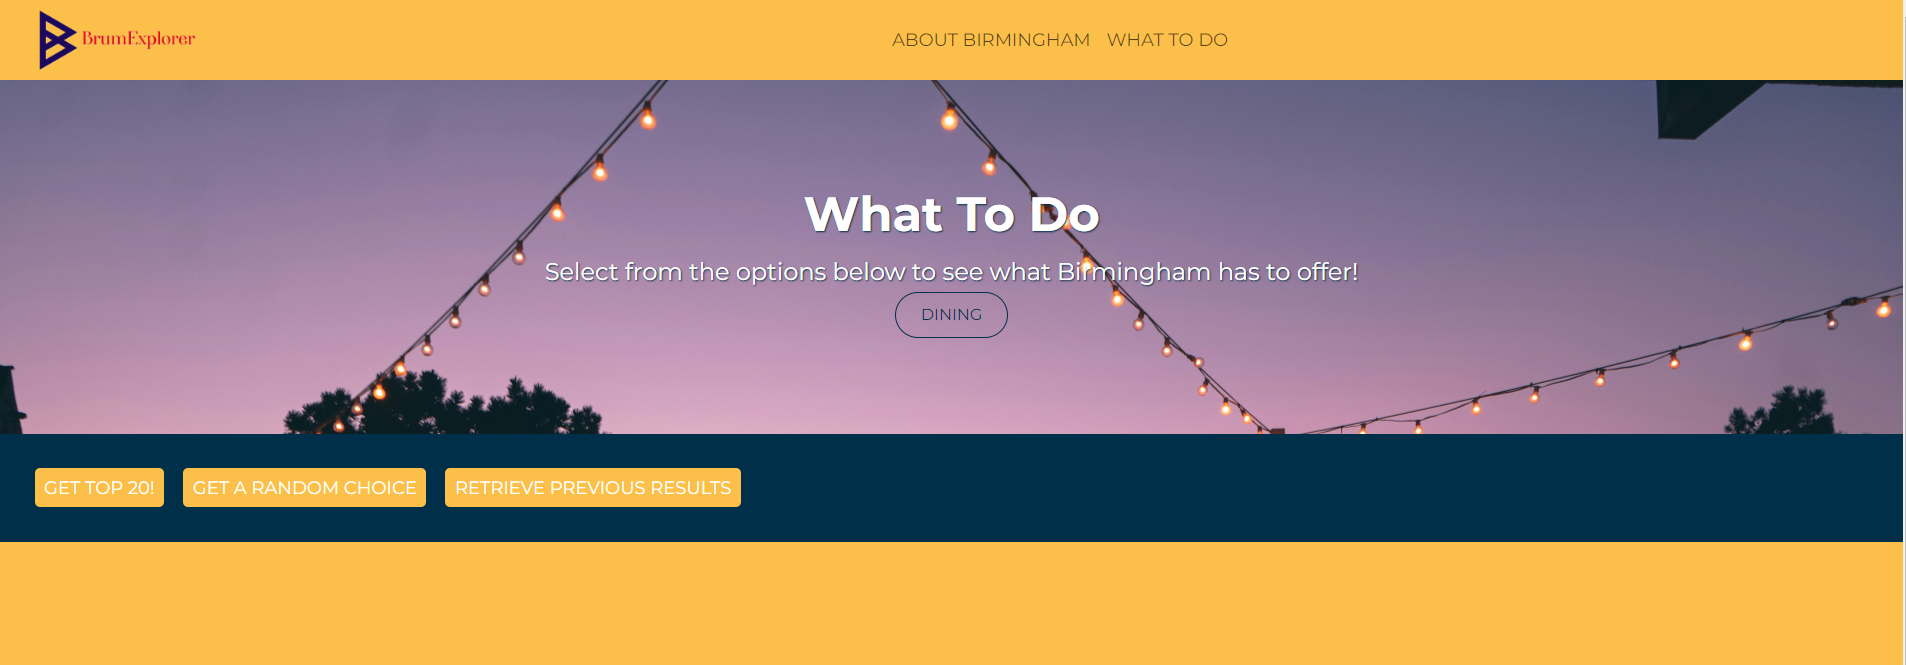 BrumExplorer
ABOUT BIRMINGHAM WHAT TO DO
What To Do
Select from the options below to see what Birmingham has to offer!
DINING
GET TOP 20! GET A RANDOM CHOICE RETRIEVE PREVIOUS RESULTS